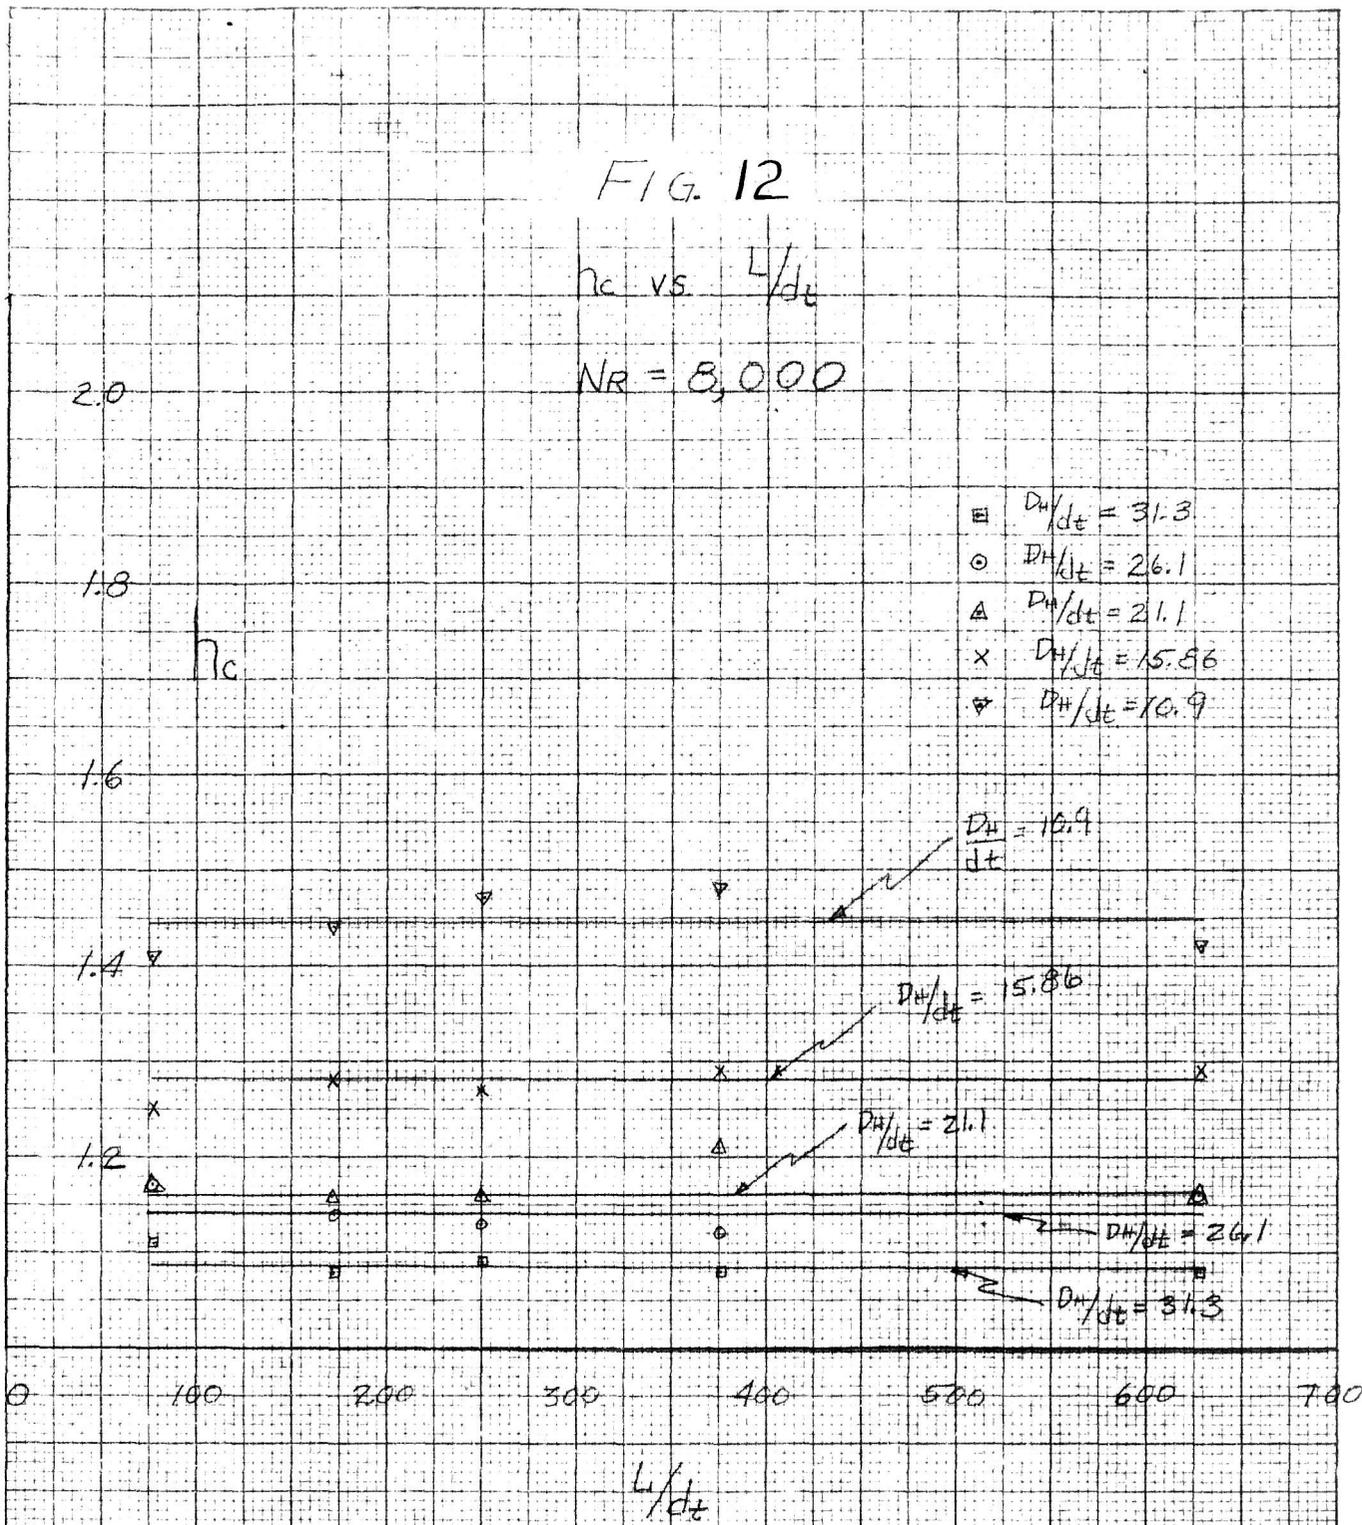 FIG. 12
hc vs. L/dt
NR = 8,000
2.0
DH/dt = 31.3
DH/dt = 26.1
1.8
DH/dt = 21.1
hc
DH/dt = 15.86
DH/dt = 10.9
1.6
DH/dt = 10.9
1.4
DH/dt = 15.86
DH/dt = 21.1
1.2
DH/dt = 26.1
DH/dt = 31.3
0 100 200 300 400 500 600 700
L/dt